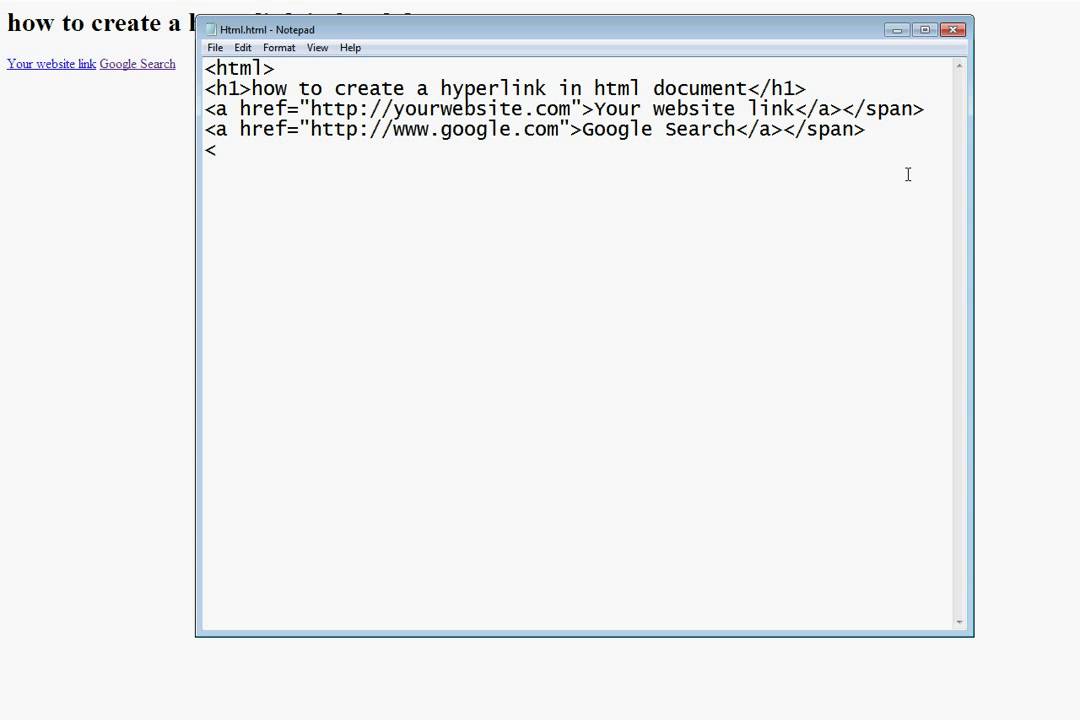 how to create a
Your website link Google Search
Html.html - Notepad
File Edit Format View Help
<html>
<h1>how to create a hyperlink in html document</h1>
<a href="http://yourwebsite.com">Your website link</a></span>
<a href="http://www.google.com">Google Search</a></span>
<